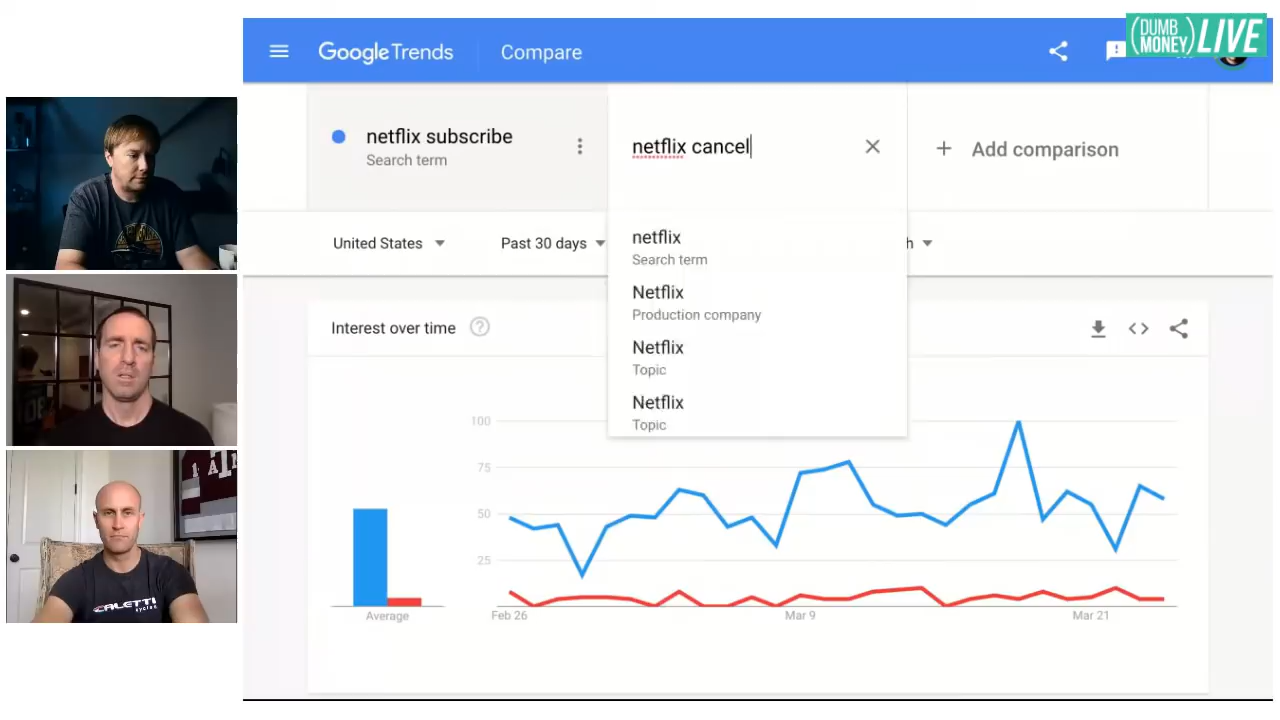 (DUMB
MONEY)
LIVE
Google Trends
Compare
netflix subscribe
Search term
netflix cancel
+ Add comparison
United States
Past 30 days
h
netflix
Search term
Netflix
Production company
Netflix
Topic
Netflix
Topic
Interest over time
?
<>
100
75
50
25
Average
Feb 26
Mar 9
Mar 21
ATM
CALETTI
cycles